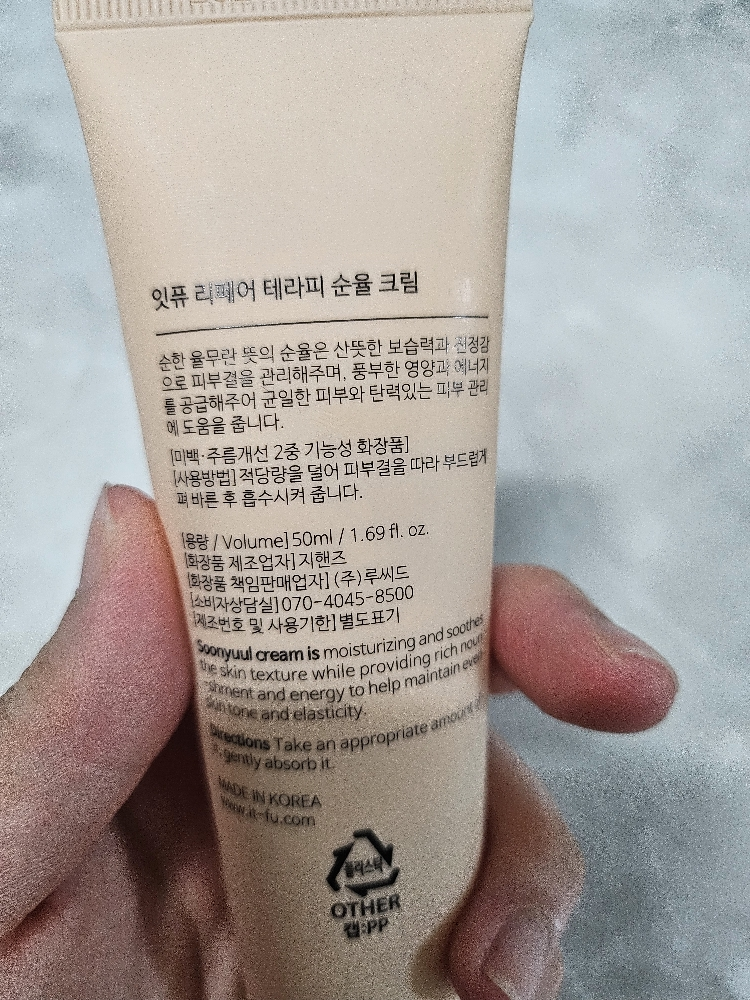 잇퓨 리페어 테라피 순율 크림
순한 율무란 뜻의 순율은 산뜻한 보습력과 진정감
으로 피부결을 관리해주며, 풍부한 영양과 에너지
를 공급해주어 균일한 피부와 탄력있는 피부 관리
에 도움을 줍니다.
[미백·주름개선 2중 기능성 화장품]
[사용방법] 적당량을 덜어 피부결을 따라 부드럽게
펴 바른 후 흡수시켜 줍니다.
[용량 / Volume] 50ml / 1.69 fl. oz.
[화장품 제조업자] 지핸즈
[화장품 책임판매업자] (주)루씨드
[소비자상담실] 070-4045-8500
[제조번호 및 사용기한] 별도표기
Soonyuul cream is moisturizing and soothes
the skin texture while providing rich nouri
shment and energy to help maintain even
skin tone and elasticity.
Directions Take an appropriate amount of
it, gently absorb it.
MADE IN KOREA
www.it-fu.com
플라스틱
OTHER
캡:PP